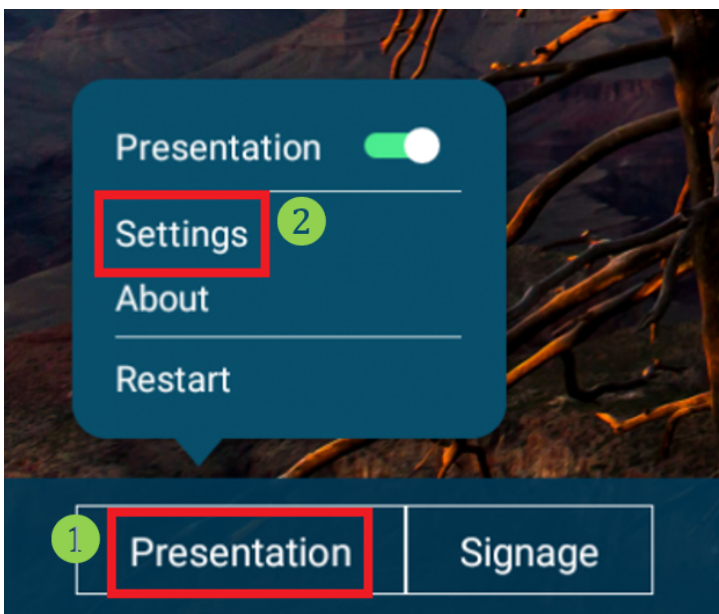 Presentation
Settings 2
About
Restart
1 Presentation Signage